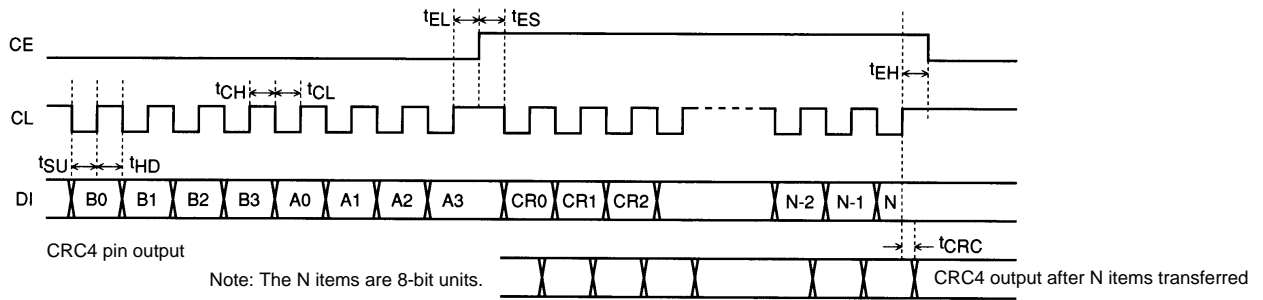 tEL tES
CE
tEH
tCH tCL
CL
tSU tHD
DI B0 B1 B2 B3 A0 A1 A2 A3 CR0 CR1 CR2 N-2 N-1 N
CRC4 pin output
tCRC
Note: The N items are 8-bit units.
CRC4 output after N items transferred